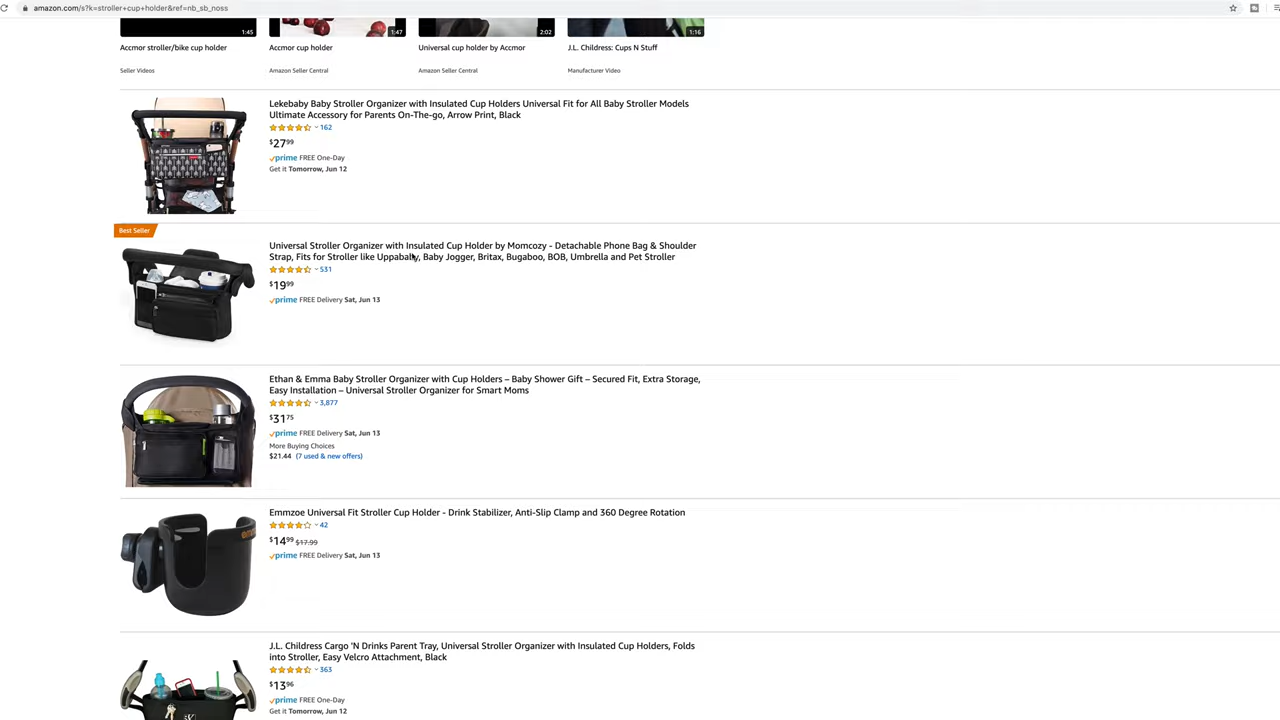 amazon.com/s?k=stroller+cup+holder&ref=nb_sb_noss
1:45
1:47
2:02
1:16
Accmor stroller/bike cup holder
Accmor cup holder
Universal cup holder by Accmor
J.L. Childress: Cups N Stuff
Seller Videos
Amazon Seller Central
Amazon Seller Central
Manufacturer Video
Lekebaby Baby Stroller Organizer with Insulated Cup Holders Universal Fit for All Baby Stroller Models
Ultimate Accessory for Parents On-The-go, Arrow Print, Black
162
$27.99
prime FREE One-Day
Get it Tomorrow, Jun 12
Best Seller
Universal Stroller Organizer with Insulated Cup Holder by Momcozy - Detachable Phone Bag & Shoulder
Strap, Fits for Stroller like Uppababy, Baby Jogger, Britax, Bugaboo, BOB, Umbrella and Pet Stroller
531
$19.99
prime FREE Delivery Sat, Jun 13
Ethan & Emma Baby Stroller Organizer with Cup Holders – Baby Shower Gift – Secured Fit, Extra Storage,
Easy Installation – Universal Stroller Organizer for Smart Moms
3,877
$31.75
prime FREE Delivery Sat, Jun 13
More Buying Choices
$21.44 (7 used & new offers)
Emmzoe Universal Fit Stroller Cup Holder - Drink Stabilizer, Anti-Slip Clamp and 360 Degree Rotation
42
$14.99 $17.99
prime FREE Delivery Sat, Jun 13
J.L. Childress Cargo 'N Drinks Parent Tray, Universal Stroller Organizer with Insulated Cup Holders, Folds
into Stroller, Easy Velcro Attachment, Black
363
$13.96
prime FREE One-Day
Get it Tomorrow, Jun 12